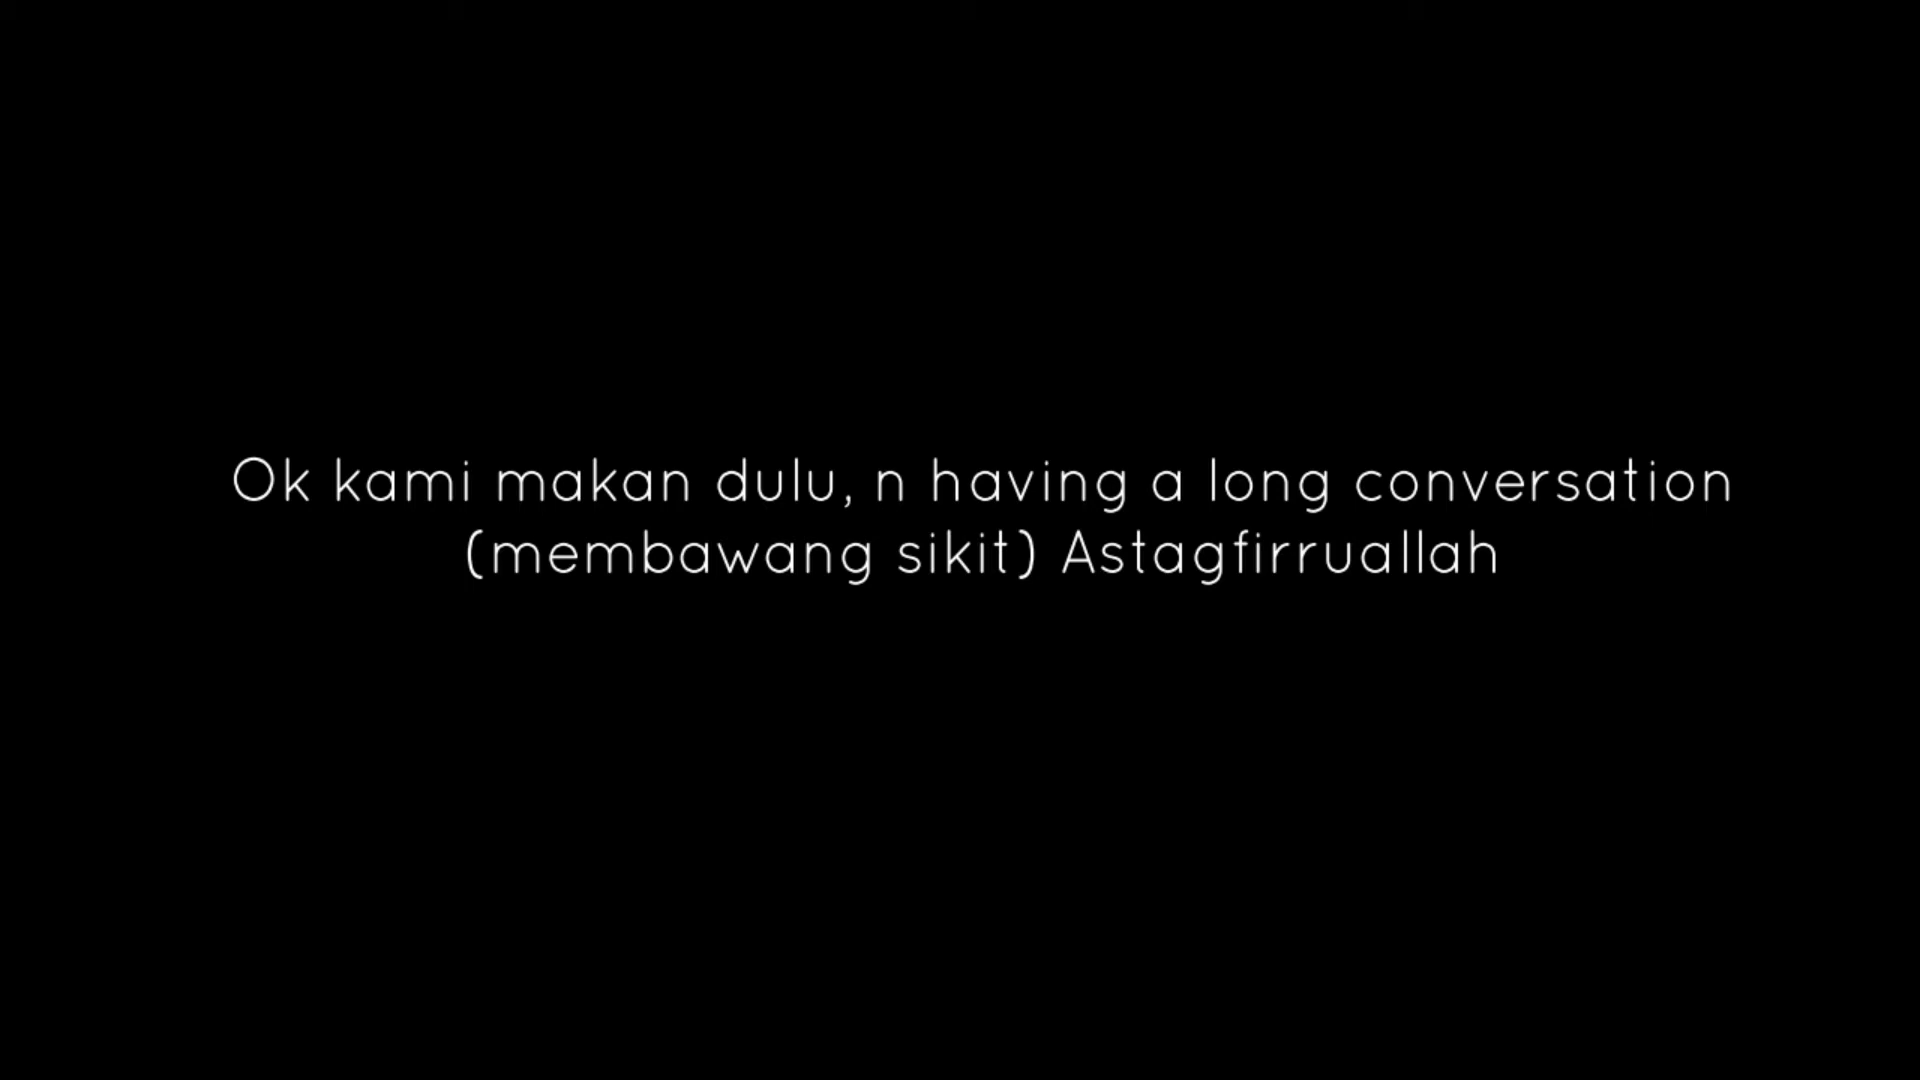 Ok kami makan dulu, n having a long conversation
(membawang sikit) Astagfirruallah